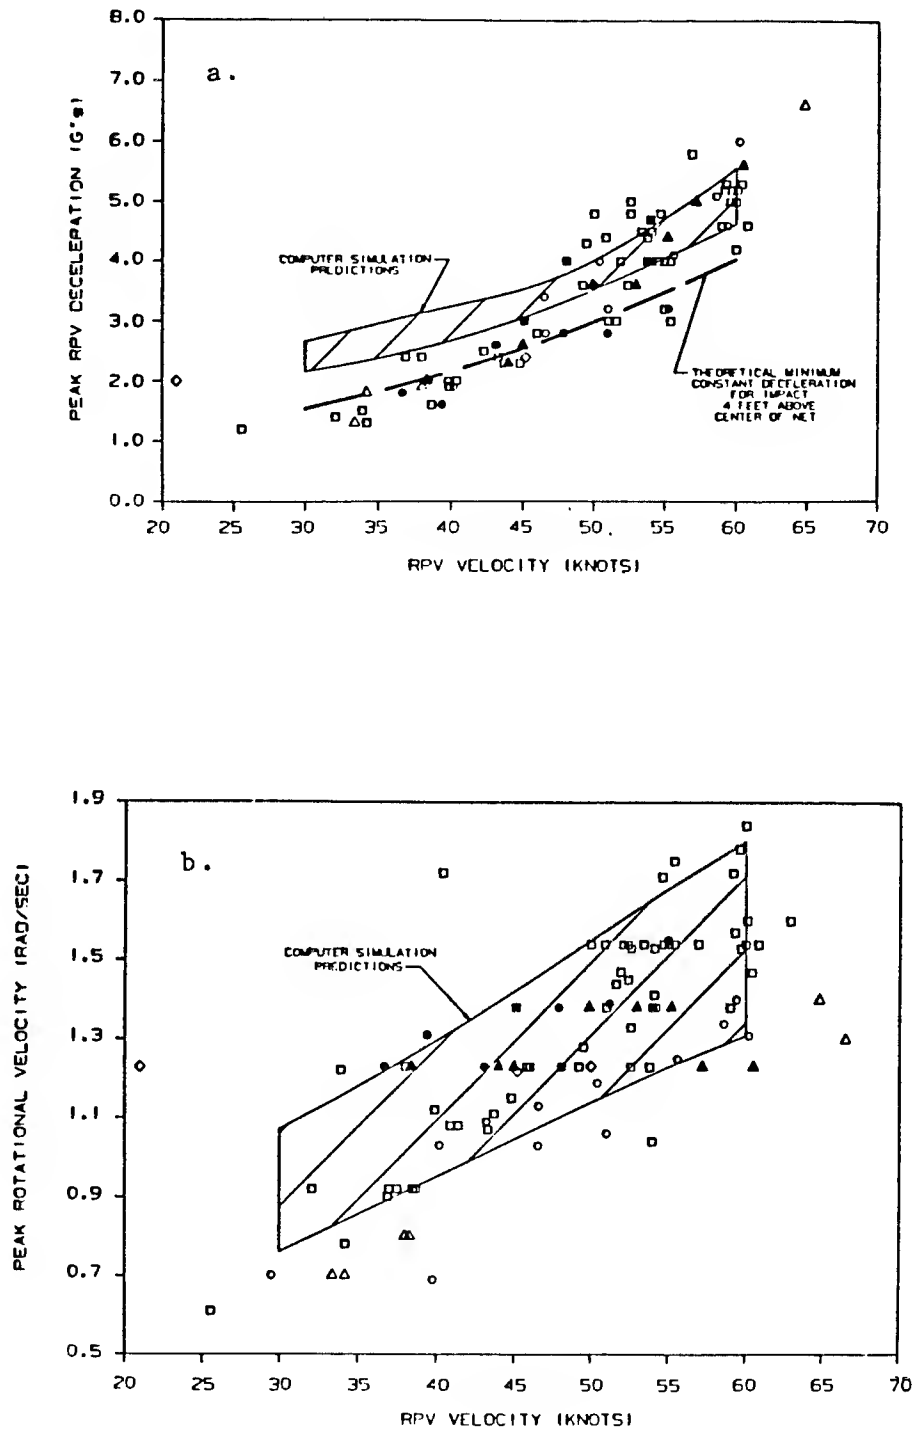 8.0
a.
7.0
6.0
5.0
4.0
3.0
2.0
1.0
0.0
PEAK RPV DECELERATION (G's)
COMPUTER SIMULATION
PREDICTIONS
THEORETICAL MINIMUM
CONSTANT DECELERATION
FOR IMPACT
4 FEET ABOVE
CENTER OF NET
20 25 30 35 40 45 50 55 60 65 70
RPV VELOCITY (KNOTS)
1.9
b.
1.7
1.5
1.3
1.1
0.9
0.7
0.5
PEAK ROTATIONAL VELOCITY (RAD/SEC)
COMPUTER SIMULATION
PREDICTIONS
20 25 30 35 40 45 50 55 60 65 70
RPV VELOCITY (KNOTS)